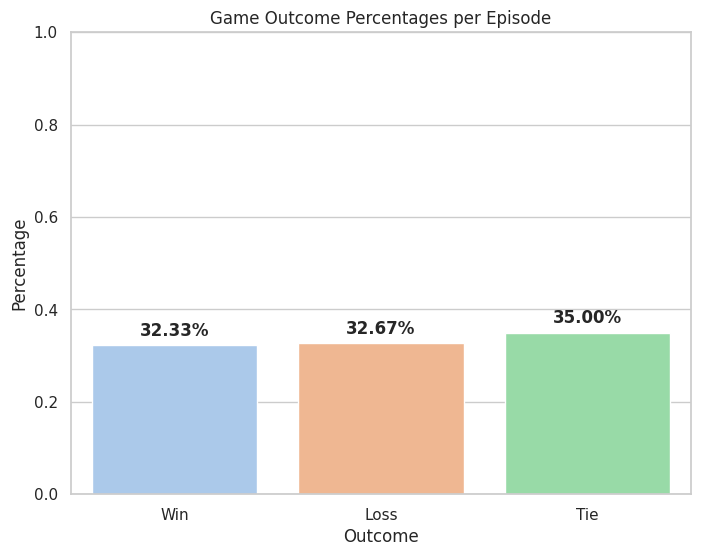 Game Outcome Percentages per Episode
1.0
0.8
0.6
0.4
0.2
0.0
Percentage
32.33%
32.67%
35.00%
Win
Loss
Tie
Outcome